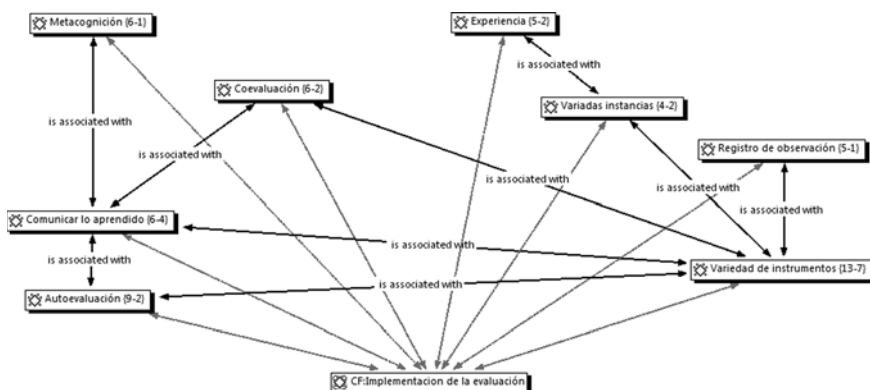 Metacognición (6-1)
Experiencia (5-2)
is associated with
Coevaluación (6-2)
Variadas instancias (4-2)
is associated with
is associated with
Registro de observación (5-1)
is associated with
is associated with
is associated with
Comunicar lo aprendido (6-4)
is associated with
is associated with
Variedad de instrumentos (13-7)
is associated with
Autoevaluación (9-2)
CF:Implementacion de la evaluación